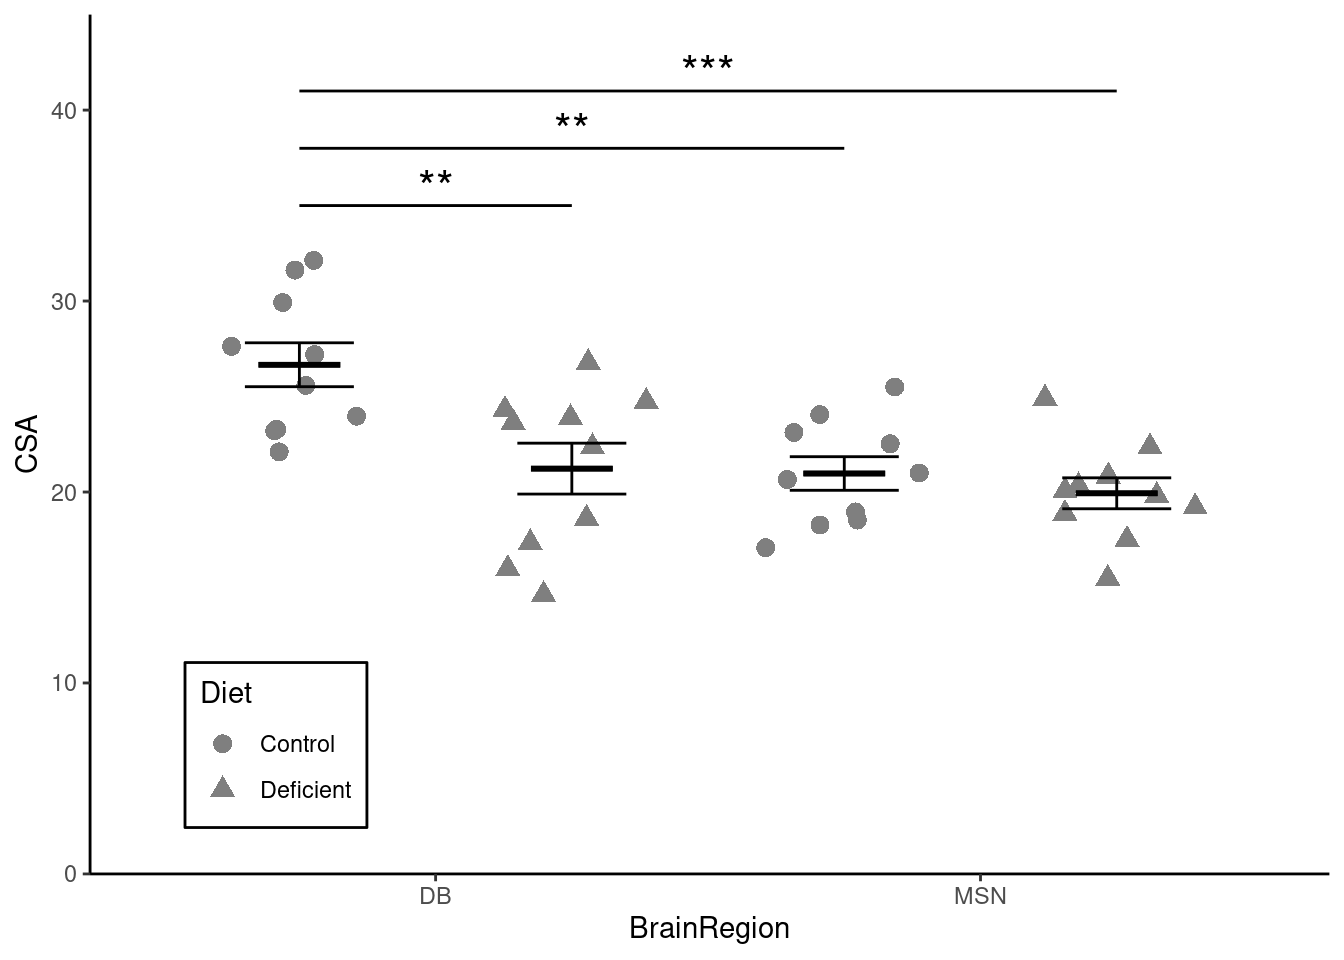 ***
40
**
**
CSA
30
20
10
Diet
Control
Deficient
0
DB
MSN
BrainRegion